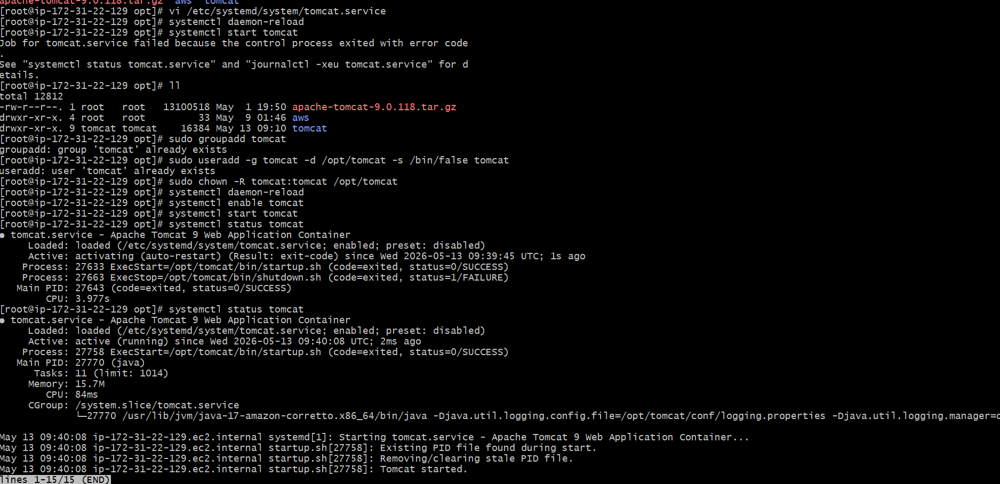 apache-tomcat-9.0.118.tar.gz  aws  tomcat
[root@ip-172-31-22-129 opt]# vi /etc/systemd/system/tomcat.service
[root@ip-172-31-22-129 opt]# systemctl daemon-reload
[root@ip-172-31-22-129 opt]# systemctl start tomcat
Job for tomcat.service failed because the control process exited with error code
.
See "systemctl status tomcat.service" and "journalctl -xeu tomcat.service" for d
etails.
[root@ip-172-31-22-129 opt]# ll
total 12812
-rw-r--r--. 1 root   root   13100518 May  1 19:50 apache-tomcat-9.0.118.tar.gz
drwxr-xr-x. 4 root   root         33 May  9 01:46 aws
drwxr-xr-x. 9 tomcat tomcat    16384 May 13 09:10 tomcat
[root@ip-172-31-22-129 opt]# sudo groupadd tomcat
groupadd: group 'tomcat' already exists
[root@ip-172-31-22-129 opt]# sudo useradd -g tomcat -d /opt/tomcat -s /bin/false tomcat
useradd: user 'tomcat' already exists
[root@ip-172-31-22-129 opt]# sudo chown -R tomcat:tomcat /opt/tomcat
[root@ip-172-31-22-129 opt]# systemctl daemon-reload
[root@ip-172-31-22-129 opt]# systemctl enable tomcat
[root@ip-172-31-22-129 opt]# systemctl start tomcat
[root@ip-172-31-22-129 opt]# systemctl status tomcat
● tomcat.service - Apache Tomcat 9 Web Application Container
     Loaded: loaded (/etc/systemd/system/tomcat.service; enabled; preset: disabled)
     Active: activating (auto-restart) (Result: exit-code) since Wed 2026-05-13 09:39:45 UTC; 1s ago
    Process: 27633 ExecStart=/opt/tomcat/bin/startup.sh (code=exited, status=0/SUCCESS)
    Process: 27663 ExecStop=/opt/tomcat/bin/shutdown.sh (code=exited, status=1/FAILURE)
   Main PID: 27643 (code=exited, status=0/SUCCESS)
        CPU: 3.977s
[root@ip-172-31-22-129 opt]# systemctl status tomcat
● tomcat.service - Apache Tomcat 9 Web Application Container
     Loaded: loaded (/etc/systemd/system/tomcat.service; enabled; preset: disabled)
     Active: active (running) since Wed 2026-05-13 09:40:08 UTC; 2ms ago
    Process: 27758 ExecStart=/opt/tomcat/bin/startup.sh (code=exited, status=0/SUCCESS)
   Main PID: 27770 (java)
      Tasks: 11 (limit: 1014)
     Memory: 15.7M
        CPU: 84ms
     CGroup: /system.slice/tomcat.service
             └─27770 /usr/lib/jvm/java-17-amazon-corretto.x86_64/bin/java -Djava.util.logging.config.file=/opt/tomcat/conf/logging.properties -Djava.util.logging.manager=o

May 13 09:40:08 ip-172-31-22-129.ec2.internal systemd[1]: Starting tomcat.service - Apache Tomcat 9 Web Application Container...
May 13 09:40:08 ip-172-31-22-129.ec2.internal startup.sh[27758]: Existing PID file found during start.
May 13 09:40:08 ip-172-31-22-129.ec2.internal startup.sh[27758]: Removing/clearing stale PID file.
May 13 09:40:08 ip-172-31-22-129.ec2.internal startup.sh[27758]: Tomcat started.
lines 1-15/15 (END)